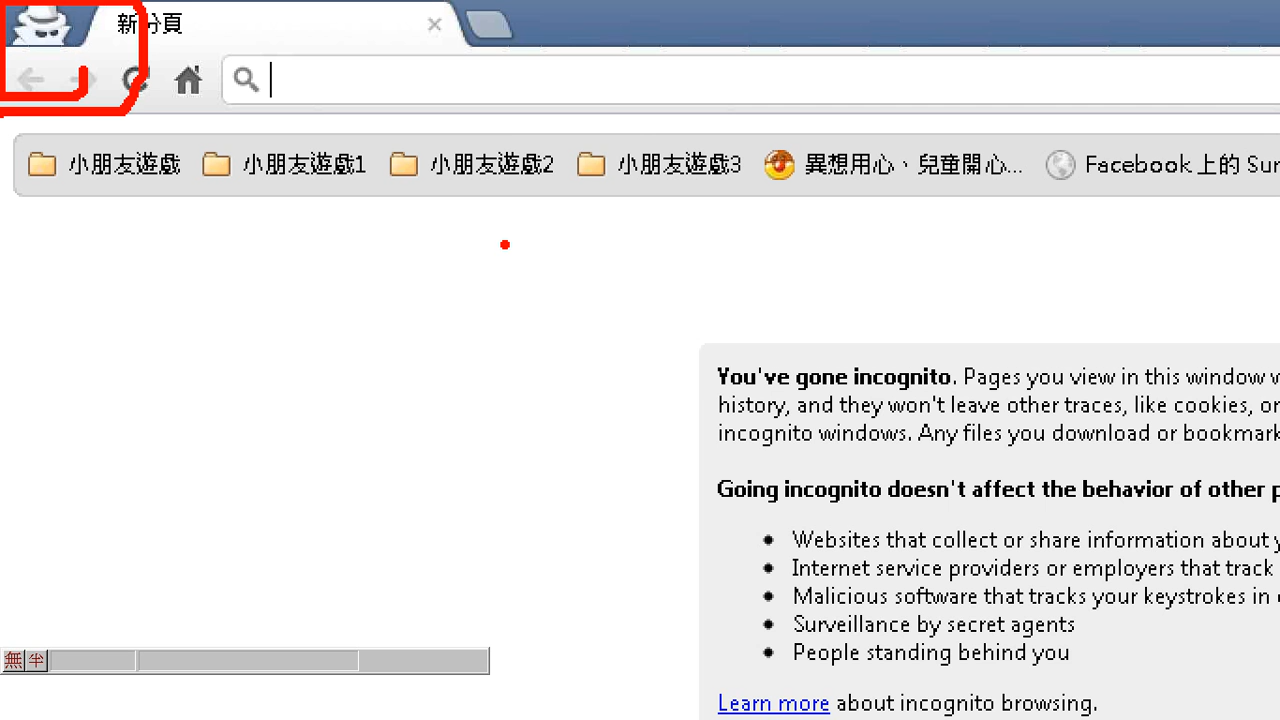 新分頁
小朋友遊戲 小朋友遊戲1 小朋友遊戲2 小朋友遊戲3 異想用心、兒童開心... Facebook 上的 Sun
You've gone incognito. Pages you view in this window
history, and they won't leave other traces, like cookies, or
incognito windows. Any files you download or bookmark
Going incognito doesn't affect the behavior of other
Websites that collect or share information about
Internet service providers or employers that track
Malicious software that tracks your keystrokes in
Surveillance by secret agents
People standing behind you
無 半
Learn more about incognito browsing.